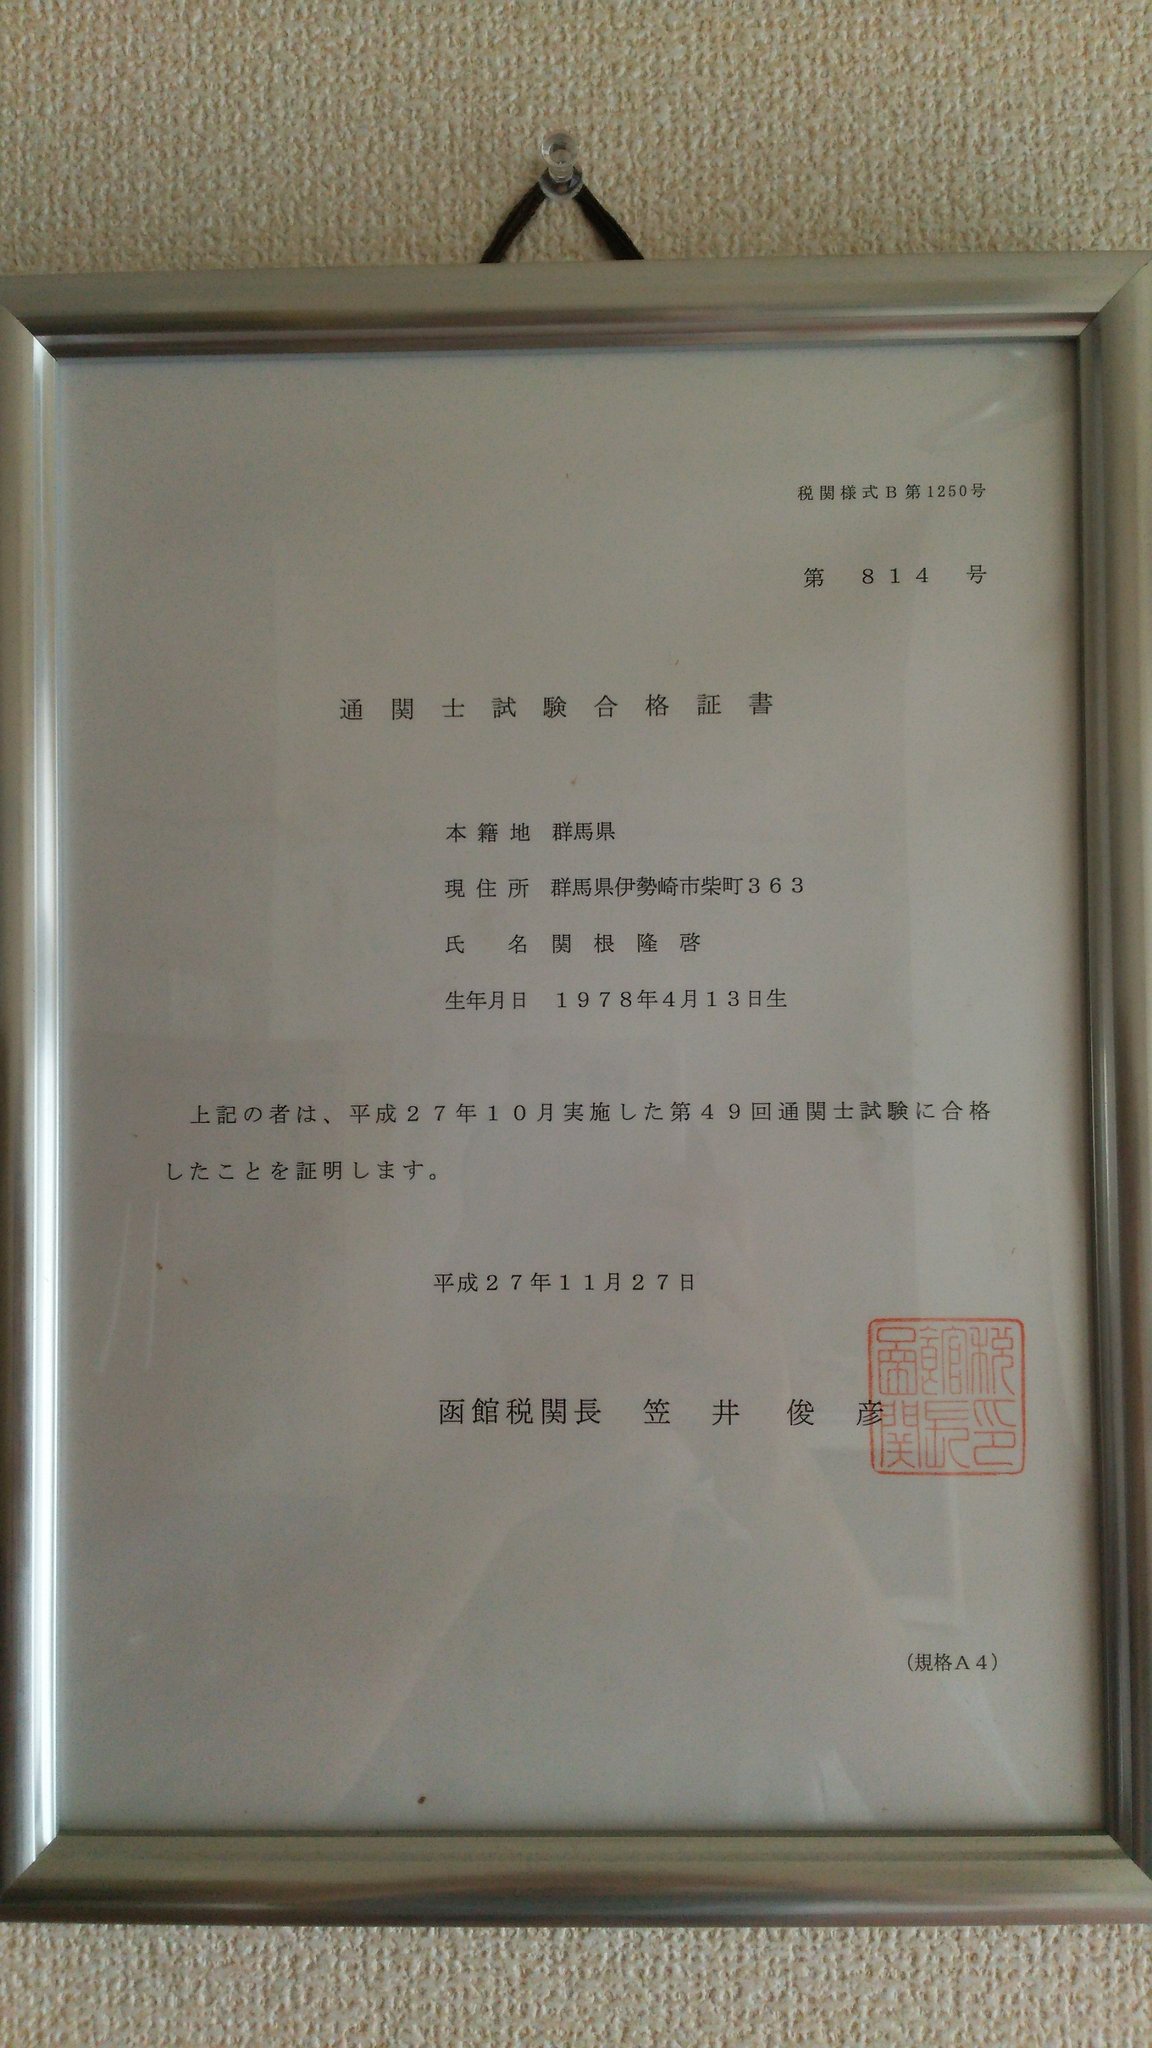 税関様式B第1250号
第　８１４　号
通関士試験合格証書
本籍地　群馬県
現住所　群馬県伊勢崎市柴町３６３
氏　名　関根隆啓
生年月日　１９７８年４月１３日生
上記の者は、平成２７年１０月実施した第４９回通関士試験に合格
したことを証明します。
平成２７年１１月２７日
函館税関長　笠井俊彦
函館税関長印
（規格Ａ４）